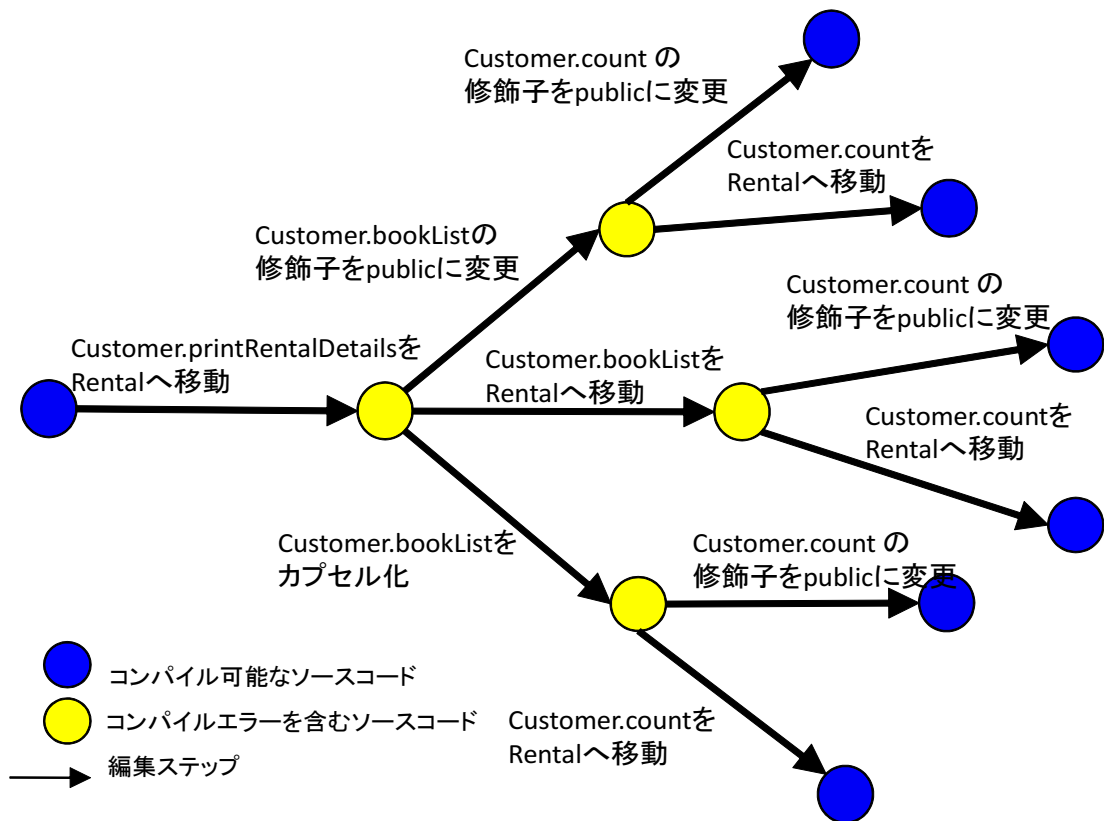 Customer.count の
修飾子をpublicに変更
Customer.countを
Rentalへ移動
Customer.bookListの
修飾子をpublicに変更
Customer.count の
修飾子をpublicに変更
Customer.printRentalDetailsを
Rentalへ移動
Customer.bookListを
Rentalへ移動
Customer.countを
Rentalへ移動
Customer.bookListを
カプセル化
Customer.count の
修飾子をpublicに変更
コンパイル可能なソースコード
コンパイルエラーを含むソースコード
編集ステップ
Customer.countを
Rentalへ移動